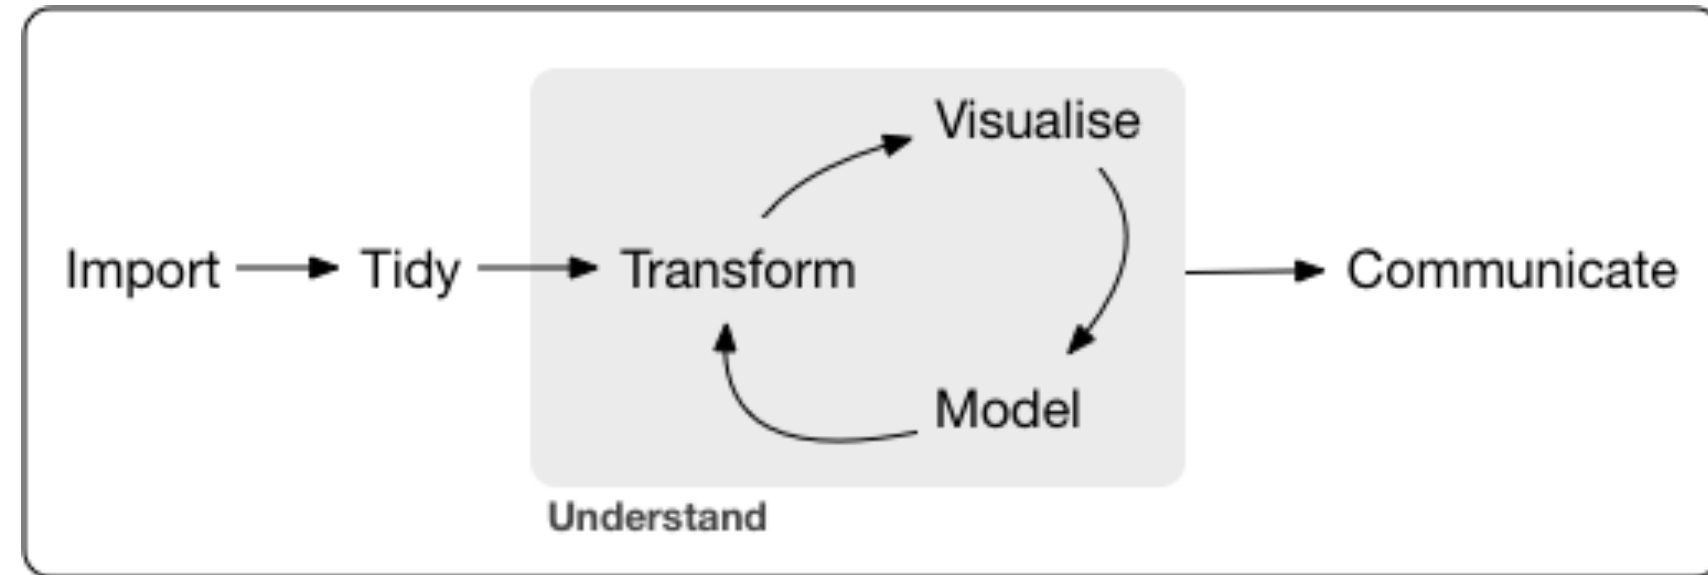 Visualise
Import
Tidy
Transform
Communicate
Model
Understand